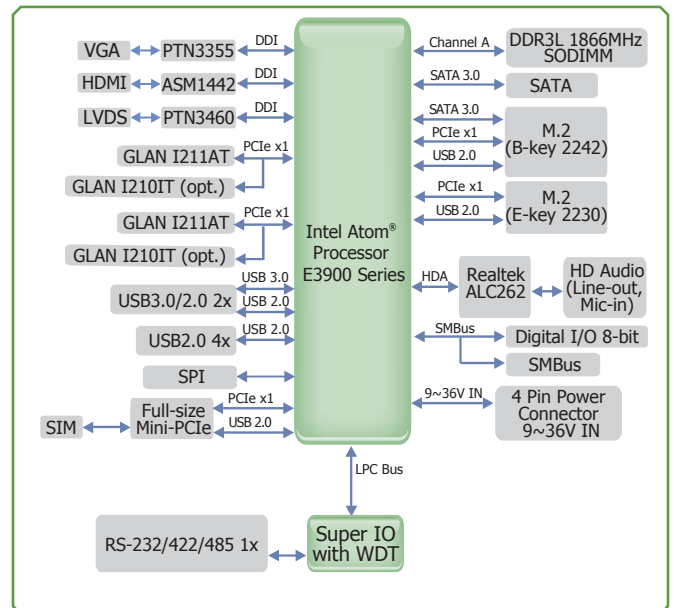 VGA
PTN3355
DDI
HDMI
ASM1442
DDI
LVDS
PTN3460
DDI
GLAN I211AT
PCIe x1
GLAN I210IT (opt.)
GLAN I211AT
PCIe x1
GLAN I210IT (opt.)
USB3.0/2.0 2x
USB 3.0
USB 2.0
USB2.0 4x
USB 2.0
SPI
SIM
Full-size
Mini-PCIe
PCIe x1
USB 2.0
Intel Atom®
Processor
E3900 Series
Channel A
DDR3L 1866MHz
SODIMM
SATA 3.0
SATA
SATA 3.0
PCIe x1
USB 2.0
M.2
(B-key 2242)
PCIe x1
USB 2.0
M.2
(E-key 2230)
HDA
Realtek
ALC262
HD Audio
(Line-out,
Mic-in)
SMBus
Digital I/O 8-bit
SMBus
9~36V IN
4 Pin Power
Connector
9~36V IN
LPC Bus
RS-232/422/485 1x
Super IO
with WDT